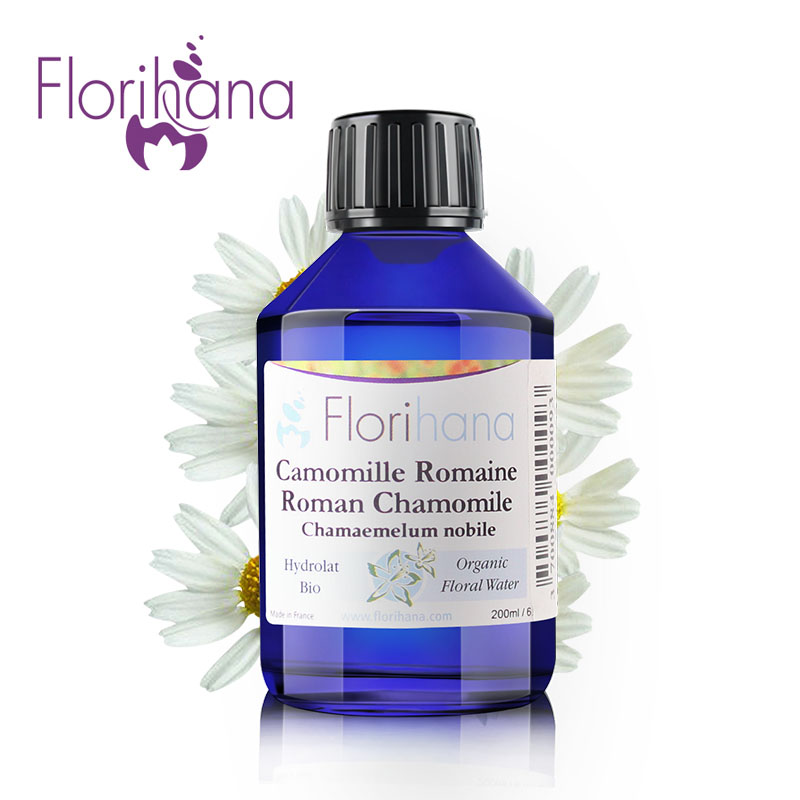 Florihana
Florihana
Camomille Romaine
Roman Chamomile
Chamaemelum nobile
Hydrolat
Bio
Organic
Floral Water
Made in France
www.florihana.com
200ml / 6